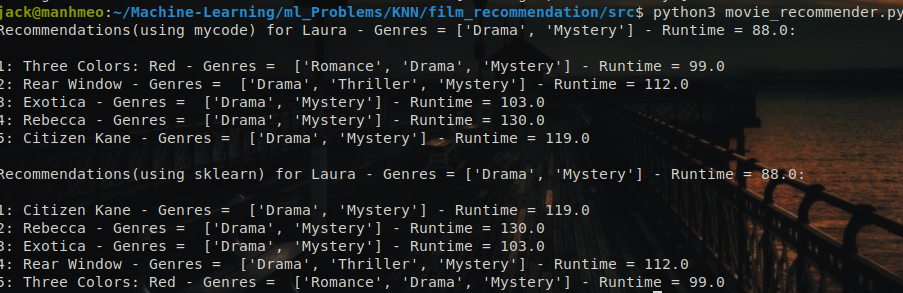 jack@manhmeo:~/Machine-Learning/ml_Problems/KNN/film_recommendation/src$ python3 movie_recommender.py
Recommendations(using mycode) for Laura - Genres = ['Drama', 'Mystery'] - Runtime = 88.0:
1: Three Colors: Red - Genres =  ['Romance', 'Drama', 'Mystery'] - Runtime = 99.0
2: Rear Window - Genres =  ['Drama', 'Thriller', 'Mystery'] - Runtime = 112.0
3: Exotica - Genres =  ['Drama', 'Mystery'] - Runtime = 103.0
4: Rebecca - Genres =  ['Drama', 'Mystery'] - Runtime = 130.0
5: Citizen Kane - Genres =  ['Drama', 'Mystery'] - Runtime = 119.0
Recommendations(using sklearn) for Laura - Genres = ['Drama', 'Mystery'] - Runtime = 88.0:
1: Citizen Kane - Genres =  ['Drama', 'Mystery'] - Runtime = 119.0
2: Rebecca - Genres =  ['Drama', 'Mystery'] - Runtime = 130.0
3: Exotica - Genres =  ['Drama', 'Mystery'] - Runtime = 103.0
4: Rear Window - Genres =  ['Drama', 'Thriller', 'Mystery'] - Runtime = 112.0
5: Three Colors: Red - Genres =  ['Romance', 'Drama', 'Mystery'] - Runtime = 99.0